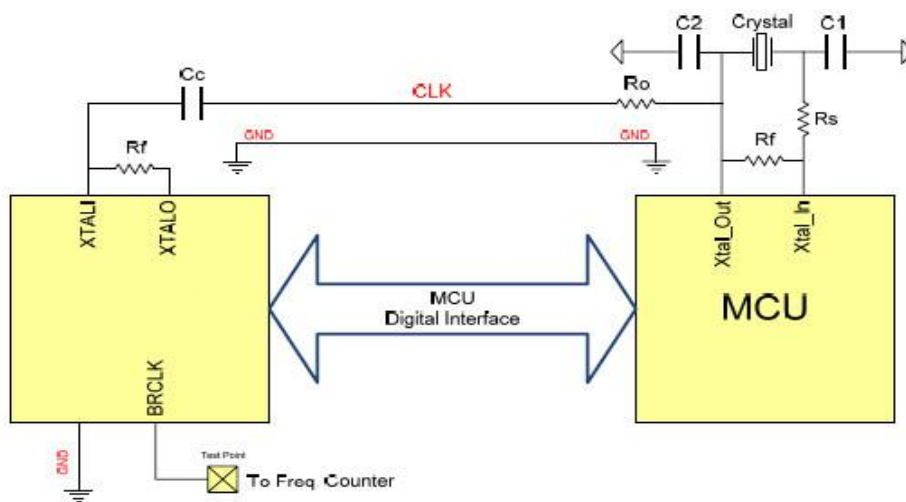 C2 Crystal C1
Cc
CLK
Ro
Rs
GND GND
Rf
Rf
XTALI
XTALO
Xtal_Out
Xtal_In
MCU
Digital Interface
MCU
BRCLK
GND
Test Point
To Freq Counter